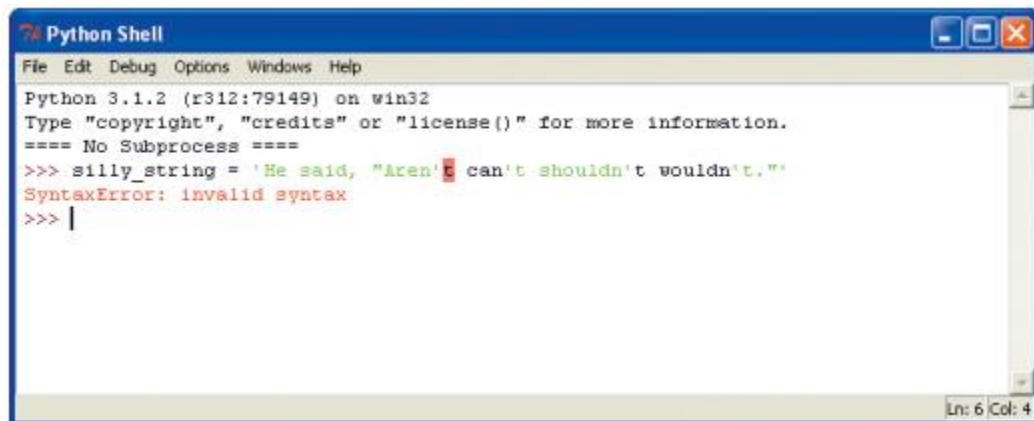 Python Shell
File Edit Debug Options Windows Help
Python 3.1.2 (r312:79149) on win32
Type "copyright", "credits" or "license()" for more information.
==== No Subprocess ====
>>> silly_string = 'He said, "Aren't can't shouldn't wouldn't."'
SyntaxError: invalid syntax
>>>
Ln: 6 Col: 4